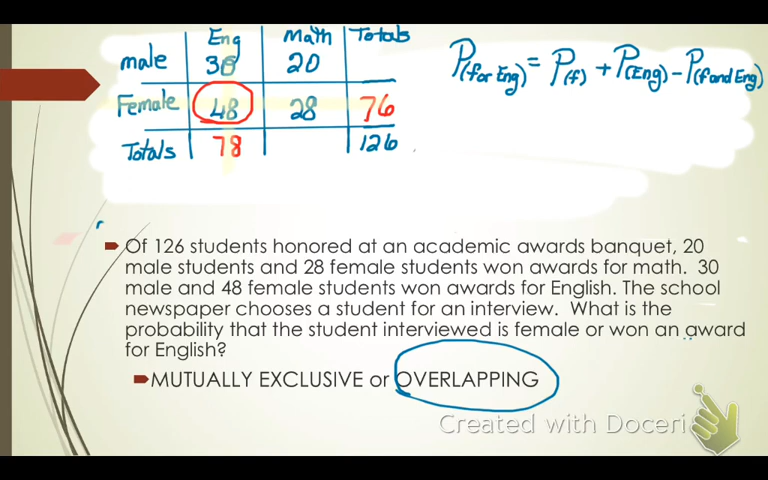 Eng Math Totals
male 30 20
Female 48 28 76
Totals 78 126
P(f or Eng) = P(f) + P(Eng) - P(f and Eng)
Of 126 students honored at an academic awards banquet, 20
male students and 28 female students won awards for math. 30
male and 48 female students won awards for English. The school
newspaper chooses a student for an interview. What is the
probability that the student interviewed is female or won an award
for English?
MUTUALLY EXCLUSIVE or OVERLAPPING
Created with Doceri